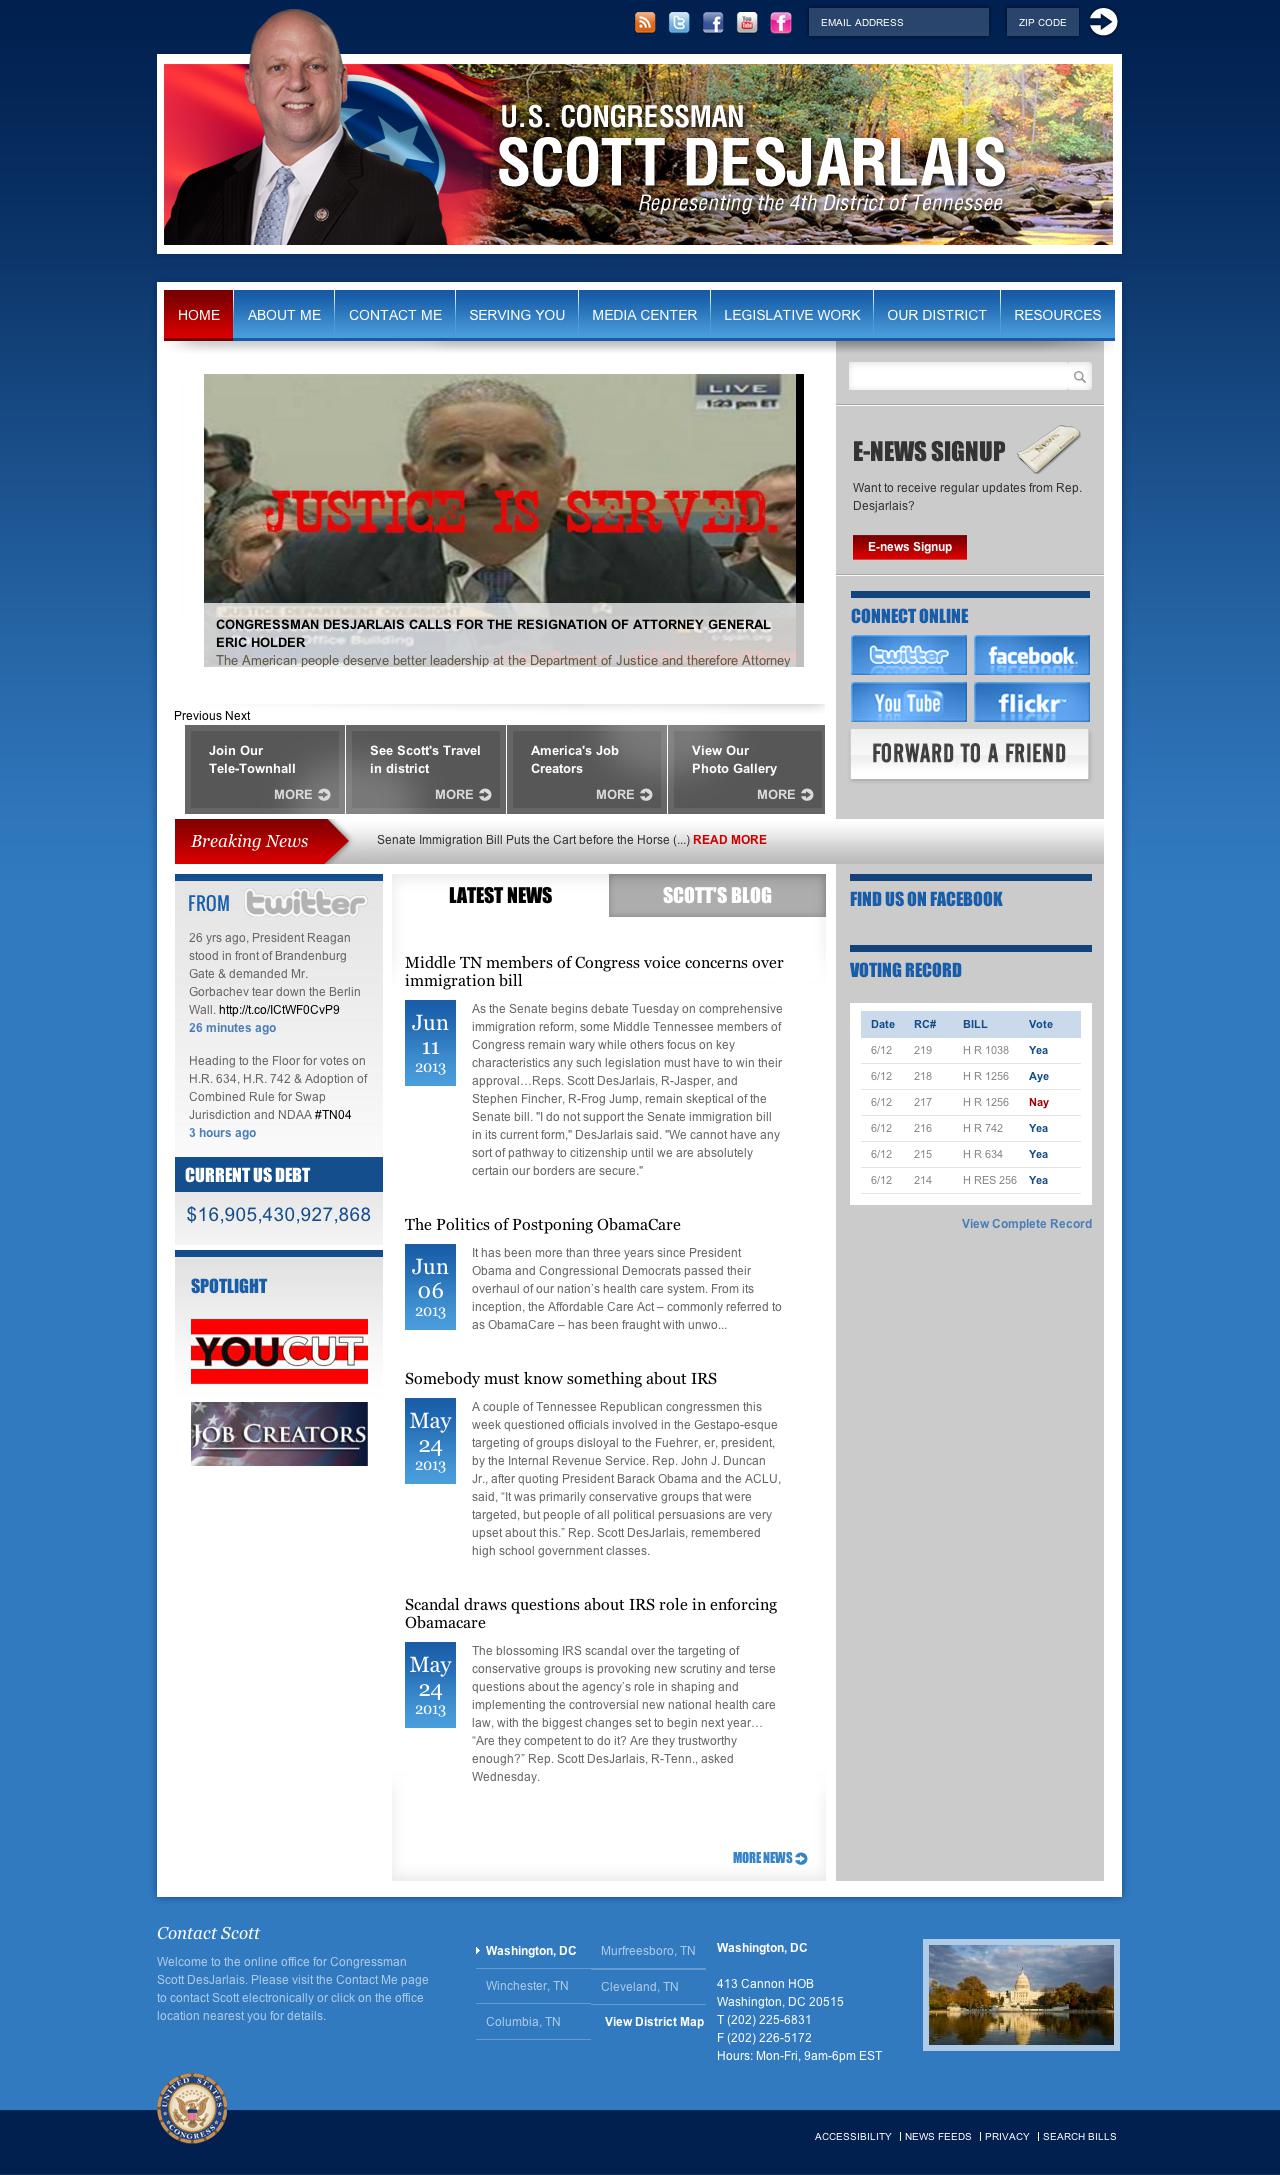 EMAIL ADDRESS
ZIP CODE
U.S. CONGRESSMAN
SCOTT DESJARLAIS
Representing the 4th District of Tennessee
HOME
ABOUT ME
CONTACT ME
SERVING YOU
MEDIA CENTER
LEGISLATIVE WORK
OUR DISTRICT
RESOURCES
LIVE
1:23 pm ET
JUSTICE IS SERVED.
JUSTICE DEPARTMENT OVERSIGHT
CONGRESSMAN DESJARLAIS CALLS FOR THE RESIGNATION OF ATTORNEY GENERAL
ERIC HOLDER
The American people deserve better leadership at the Department of Justice and therefore Attorney
Previous Next
Join Our
Tele-Townhall
MORE
See Scott's Travel
in district
MORE
America's Job
Creators
MORE
View Our
Photo Gallery
MORE
E-NEWS SIGNUP
NEWS
Want to receive regular updates from Rep.
Desjarlais?
E-news Signup
CONNECT ONLINE
twitter
facebook
You Tube
flickr
FORWARD TO A FRIEND
Breaking News
Senate Immigration Bill Puts the Cart before the Horse (...) READ MORE
FROM twitter
26 yrs ago, President Reagan
stood in front of Brandenburg
Gate & demanded Mr.
Gorbachev tear down the Berlin
Wall. http://t.co/ICtWF0CvP9
26 minutes ago
Heading to the Floor for votes on
H.R. 634, H.R. 742 & Adoption of
Combined Rule for Swap
Jurisdiction and NDAA #TN04
3 hours ago
CURRENT US DEBT
$16,905,430,927,868
SPOTLIGHT
YOUCUT
JOB CREATORS
LATEST NEWS
SCOTT'S BLOG
Middle TN members of Congress voice concerns over
immigration bill
Jun
11
2013
As the Senate begins debate Tuesday on comprehensive
immigration reform, some Middle Tennessee members of
Congress remain wary while others focus on key
characteristics any such legislation must have to win their
approval…Reps. Scott DesJarlais, R-Jasper, and
Stephen Fincher, R-Frog Jump, remain skeptical of the
Senate bill. "I do not support the Senate immigration bill
in its current form," DesJarlais said. "We cannot have any
sort of pathway to citizenship until we are absolutely
certain our borders are secure."
The Politics of Postponing ObamaCare
Jun
06
2013
It has been more than three years since President
Obama and Congressional Democrats passed their
overhaul of our nation’s health care system. From its
inception, the Affordable Care Act – commonly referred to
as ObamaCare – has been fraught with unwo...
Somebody must know something about IRS
May
24
2013
A couple of Tennessee Republican congressmen this
week questioned officials involved in the Gestapo-esque
targeting of groups disloyal to the Fuehrer, er, president,
by the Internal Revenue Service. Rep. John J. Duncan
Jr., after quoting President Barack Obama and the ACLU,
said, “It was primarily conservative groups that were
targeted, but people of all political persuasions are very
upset about this.” Rep. Scott DesJarlais, remembered
high school government classes.
Scandal draws questions about IRS role in enforcing
Obamacare
May
24
2013
The blossoming IRS scandal over the targeting of
conservative groups is provoking new scrutiny and terse
questions about the agency’s role in shaping and
implementing the controversial new national health care
law, with the biggest changes set to begin next year…
“Are they competent to do it? Are they trustworthy
enough?” Rep. Scott DesJarlais, R-Tenn., asked
Wednesday.
MORE NEWS
FIND US ON FACEBOOK
VOTING RECORD
Date RC# BILL Vote
6/12 219 H R 1038 Yea
6/12 218 H R 1256 Aye
6/12 217 H R 1256 Nay
6/12 216 H R 742 Yea
6/12 215 H R 634 Yea
6/12 214 H RES 256 Yea
View Complete Record
Contact Scott
Welcome to the online office for Congressman
Scott DesJarlais. Please visit the Contact Me page
to contact Scott electronically or click on the office
location nearest you for details.
Washington, DC
Murfreesboro, TN
Winchester, TN
Cleveland, TN
Columbia, TN
View District Map
Washington, DC
413 Cannon HOB
Washington, DC 20515
T (202) 225-6831
F (202) 226-5172
Hours: Mon-Fri, 9am-6pm EST
UNITED STATES CONGRESS
ACCESSIBILITY | NEWS FEEDS | PRIVACY | SEARCH BILLS